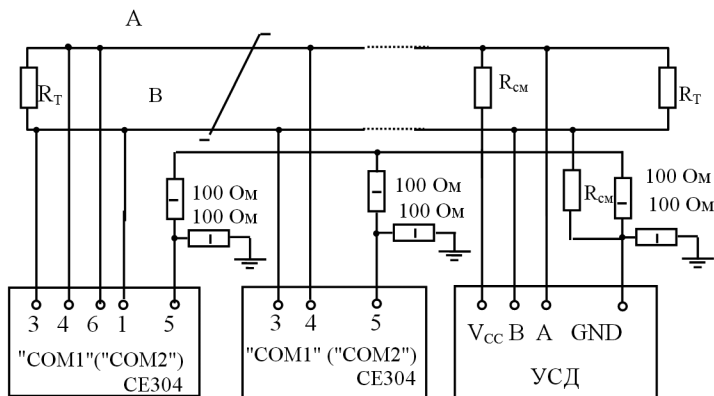 A
R_T
B
R_см
R_T
100 Ом
100 Ом
100 Ом
100 Ом
R_см
100 Ом
100 Ом
3 4 6 1 5
"COM1"("COM2")
CE304
3 4 5
"COM1" ("COM2")
CE304
V_CC B A GND
УСД